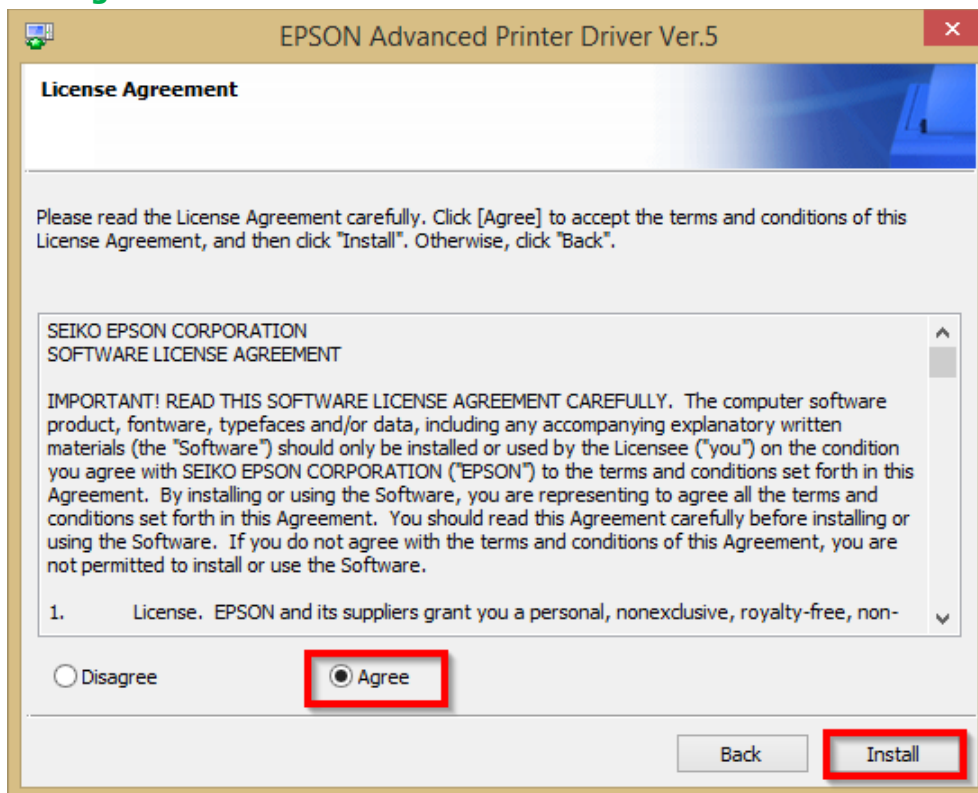 EPSON Advanced Printer Driver Ver.5
License Agreement
Please read the License Agreement carefully. Click [Agree] to accept the terms and conditions of this
License Agreement, and then click "Install". Otherwise, click "Back".
SEIKO EPSON CORPORATION
SOFTWARE LICENSE AGREEMENT
IMPORTANT! READ THIS SOFTWARE LICENSE AGREEMENT CAREFULLY. The computer software
product, fontware, typefaces and/or data, including any accompanying explanatory written
materials (the "Software") should only be installed or used by the Licensee ("you") on the condition
you agree with SEIKO EPSON CORPORATION ("EPSON") to the terms and conditions set forth in this
Agreement. By installing or using the Software, you are representing to agree all the terms and
conditions set forth in this Agreement. You should read this Agreement carefully before installing or
using the Software. If you do not agree with the terms and conditions of this Agreement, you are
not permitted to install or use the Software.
1. License. EPSON and its suppliers grant you a personal, nonexclusive, royalty-free, non-
Disagree Agree
Back Install